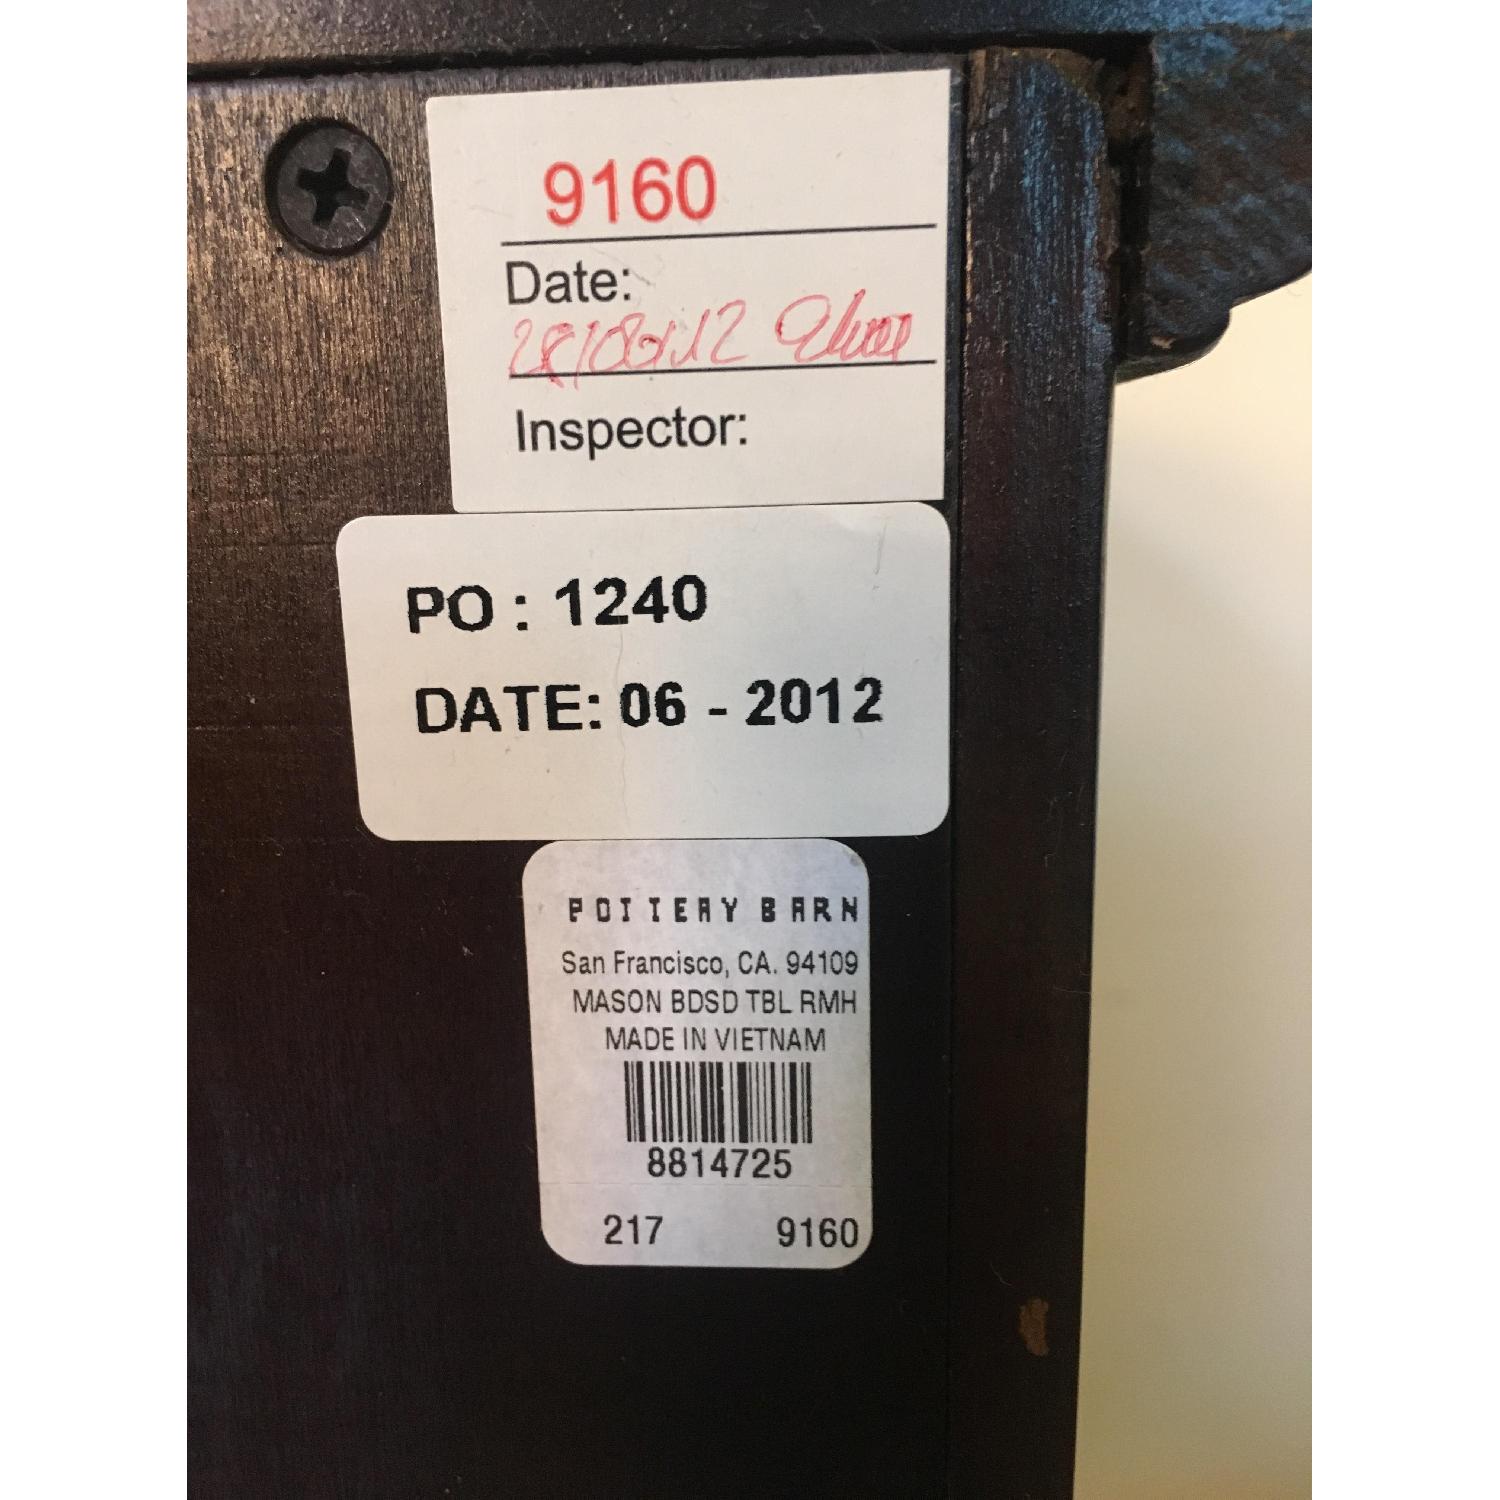 9160
Date:
Inspector:
PO : 1240
DATE: 06 - 2012
POTTERY BARN
San Francisco, CA. 94109
MASON BDSD TBL RMH
MADE IN VIETNAM
8814725
217 9160